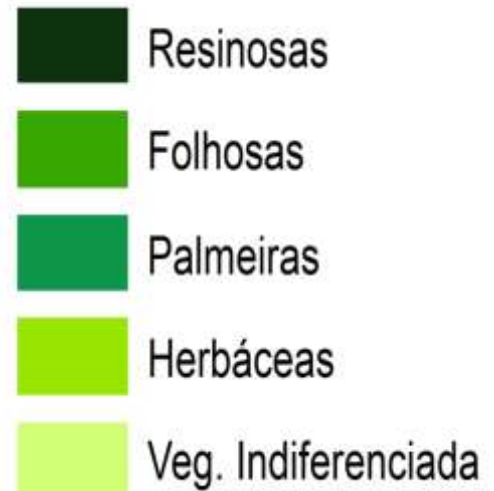 Resinosas
Folhosas
Palmeiras
Herbáceas
Veg. Indiferenciada